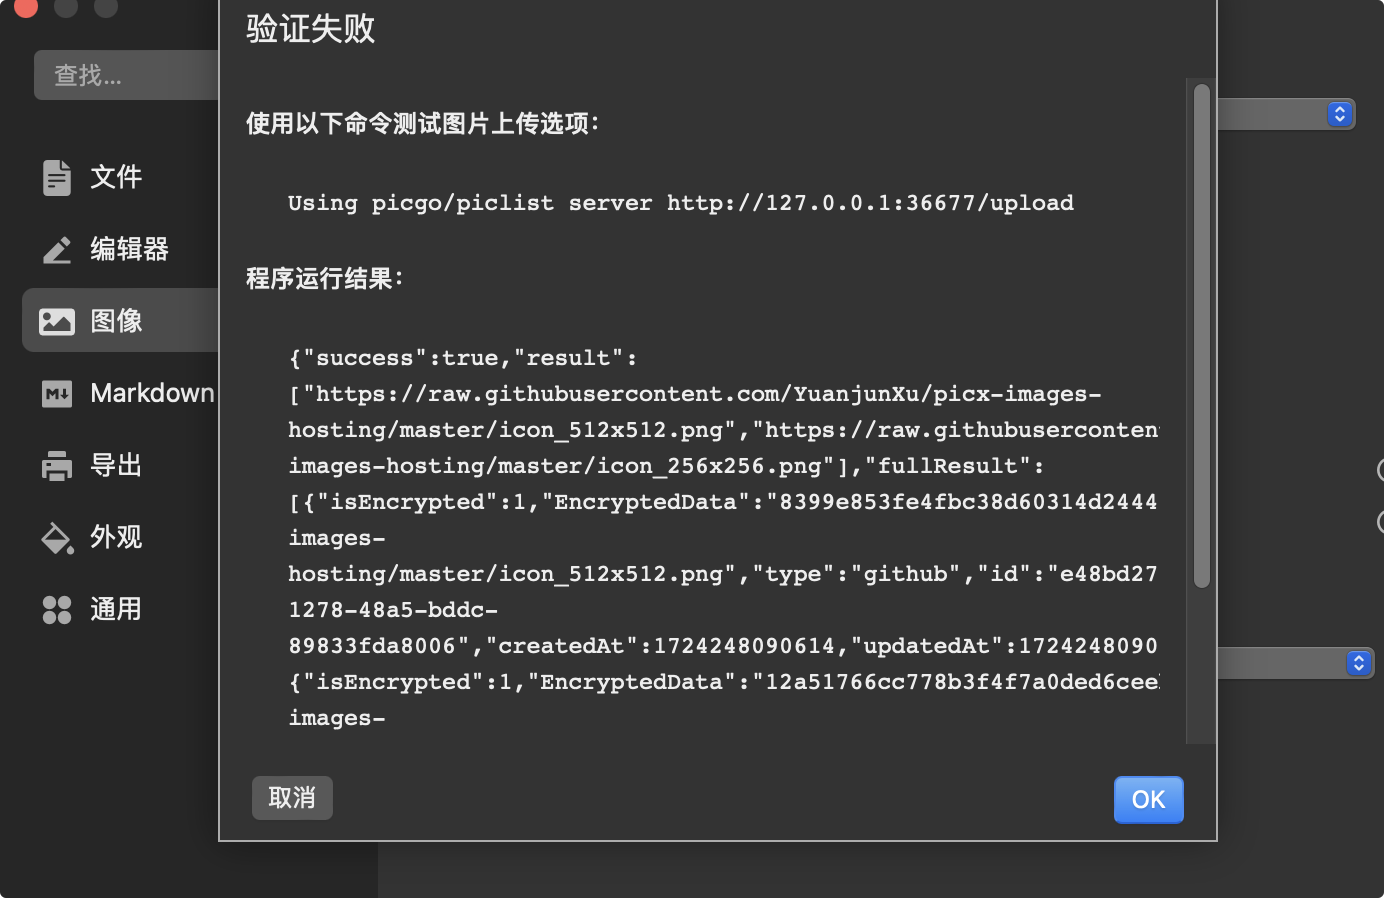 验证失败
查找...
使用以下命令测试图片上传选项：
文件
Using picgo/piclist server http://127.0.0.1:36677/upload
编辑器
程序运行结果：
图像
{"success":true,"result":
["https://raw.githubusercontent.com/YuanjunXu/picx-images-
Markdown
hosting/master/icon_512x512.png","https://raw.githubuserconten
导出
images-hosting/master/icon_256x256.png"],"fullResult":
[{"isEncrypted":1,"EncryptedData":"8399e853fe4fbc38d60314d2444
外观
images-
hosting/master/icon_512x512.png","type":"github","id":"e48bd27
通用
1278-48a5-bddc-
89833fda8006","createdAt":1724248090614,"updatedAt":1724248090
{"isEncrypted":1,"EncryptedData":"12a51766cc778b3f4f7a0ded6cee
images-
取消
OK